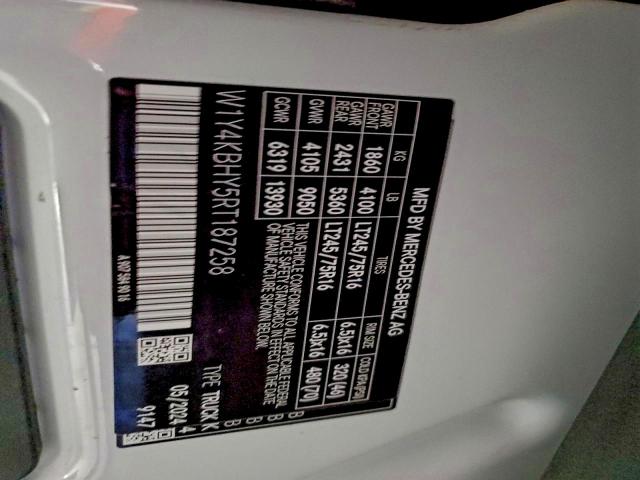 MFD BY MERCEDES-BENZ AG
KG LB TIRES RIM SIZE COLD KPA(PSI)
GAWR FRONT 1860 4100 LT245/75R16 6.5Jx16 320 (46)
GAWR REAR 2431 5360 LT245/75R16 6.5Jx16 480 (70)
GVWR 4105 9050
GCWR 6319 13930
THIS VEHICLE CONFORMS TO ALL APPLICABLE FEDERAL
VEHICLE SAFETY STANDARDS IN EFFECT ON THE DATE
OF MANUFACTURE SHOWN BELOW.
W1Y4KBHY5RT187258
TYPE TRUCK
05/2024
9147